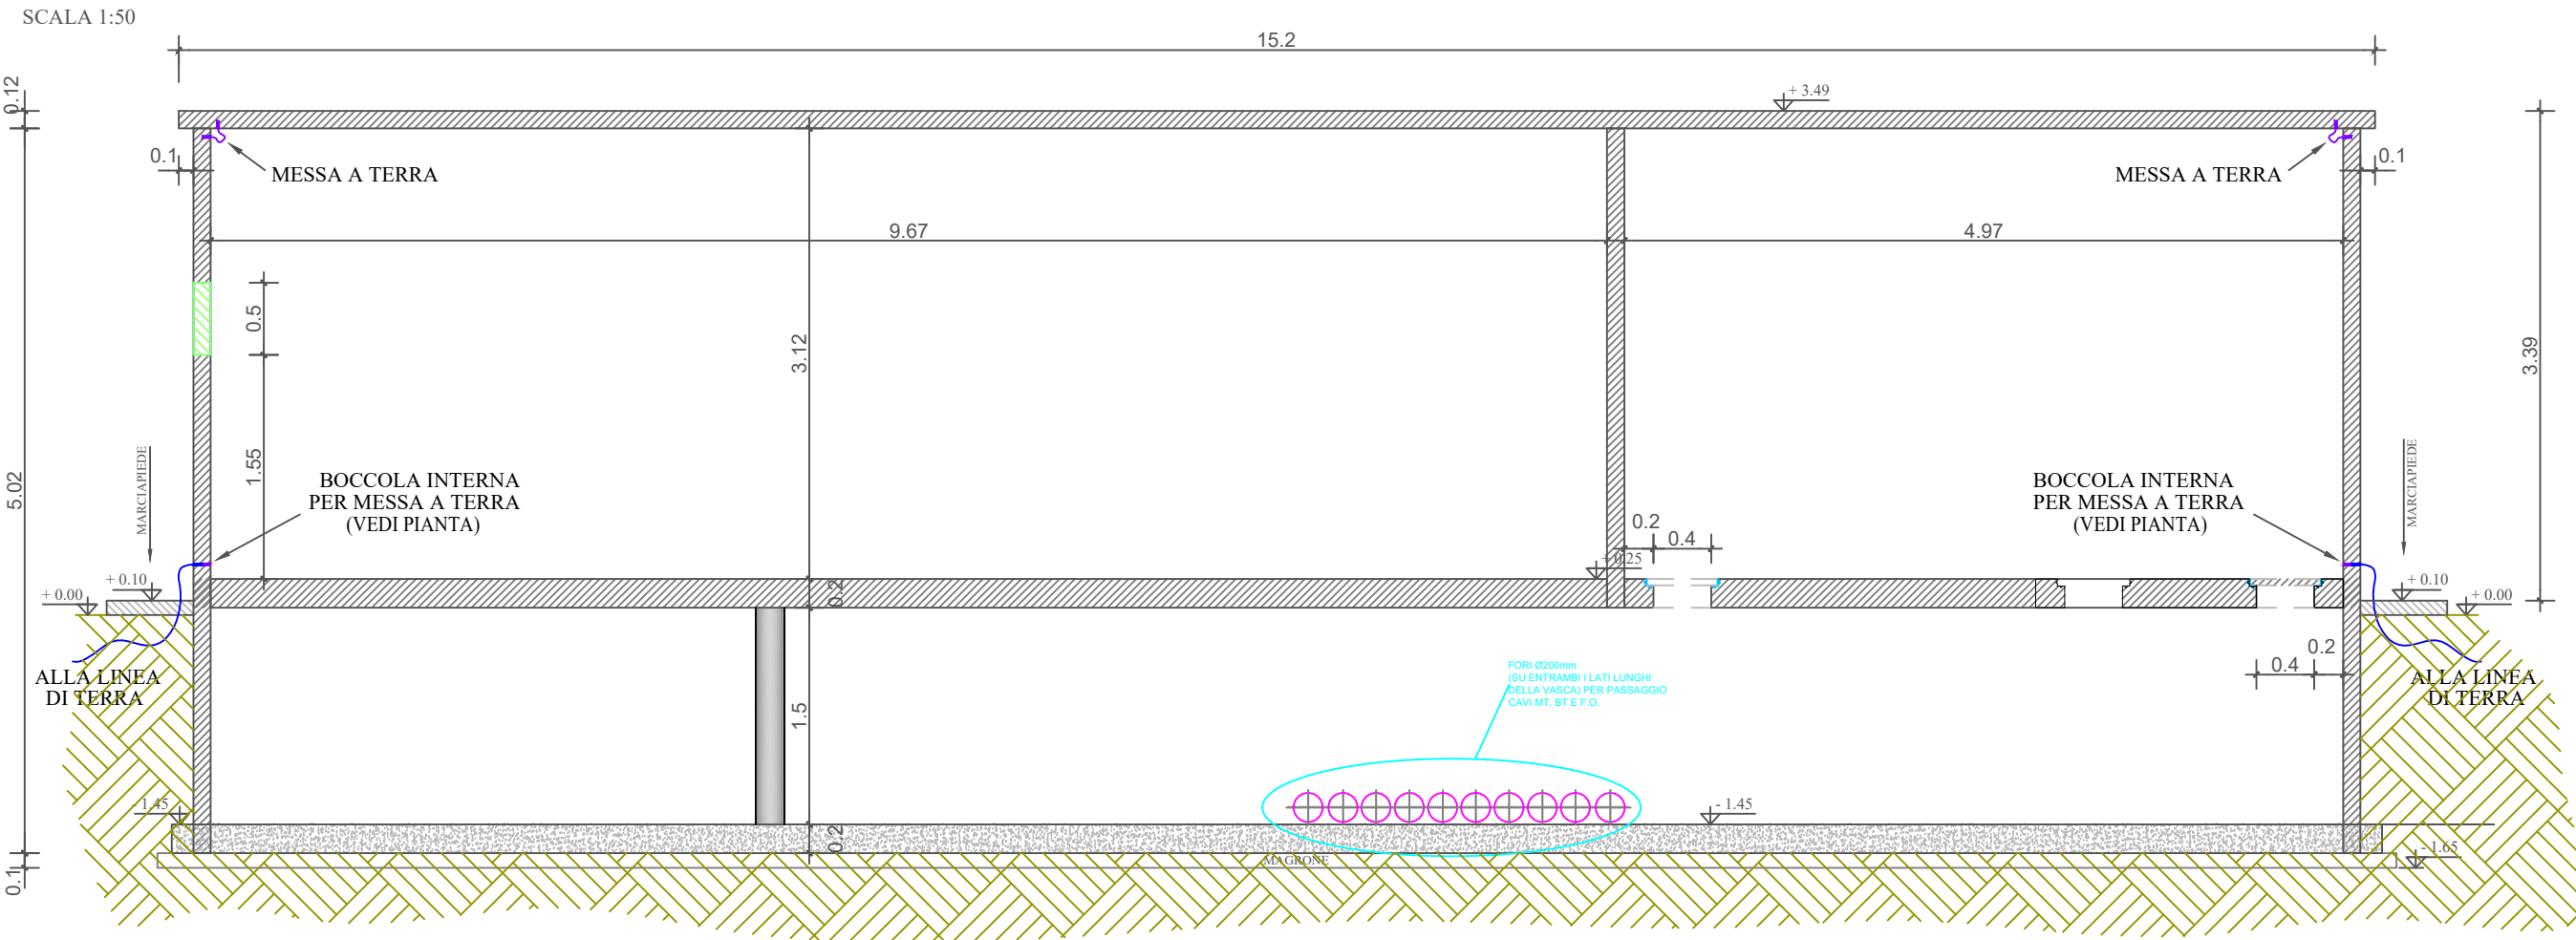 SCALA 1:50
15.2
0.12
+ 3.49
0.1
MESSA A TERRA
MESSA A TERRA
0.1
9.67
4.97
0.5
3.12
3.39
1.55
5.02
MARCIAPIEDE
BOCCOLA INTERNA
PER MESSA A TERRA
(VEDI PIANTA)
BOCCOLA INTERNA
PER MESSA A TERRA
(VEDI PIANTA)
MARCIAPIEDE
0.2
0.4
+ 0.25
+ 0.10
+ 0.00
0.2
+ 0.10
+ 0.00
ALLA LINEA
DI TERRA
FORI Ø200mm
(SU ENTRAMBI I LATI LUNGHI
DELLA VASCA) PER PASSAGGIO
CAVI MT, BT E F.O.
0.2
0.4
ALLA LINEA
DI TERRA
1.5
- 1.45
- 1.45
0.2
MAGRONE
- 1.65
0.1